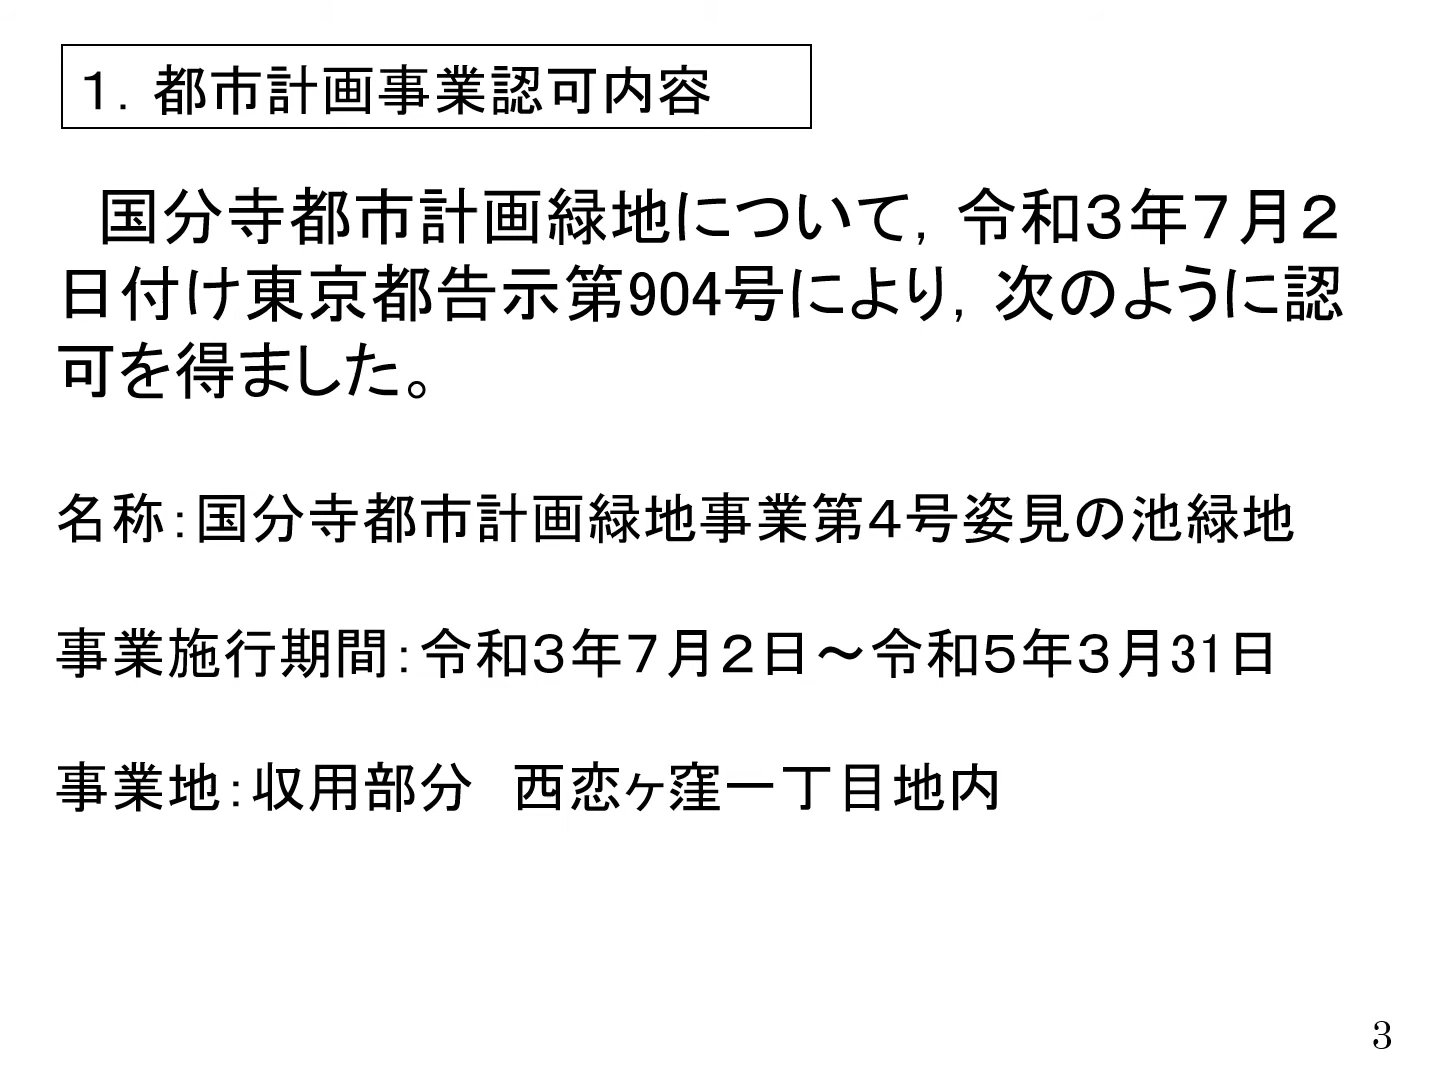 １．都市計画事業認可内容
　国分寺都市計画緑地について，令和３年７月２
日付け東京都告示第904号により，次のように認
可を得ました。
名称：国分寺都市計画緑地事業第４号姿見の池緑地
事業施行期間：令和３年７月２日～令和５年３月31日
事業地：収用部分　西恋ヶ窪一丁目地内
3